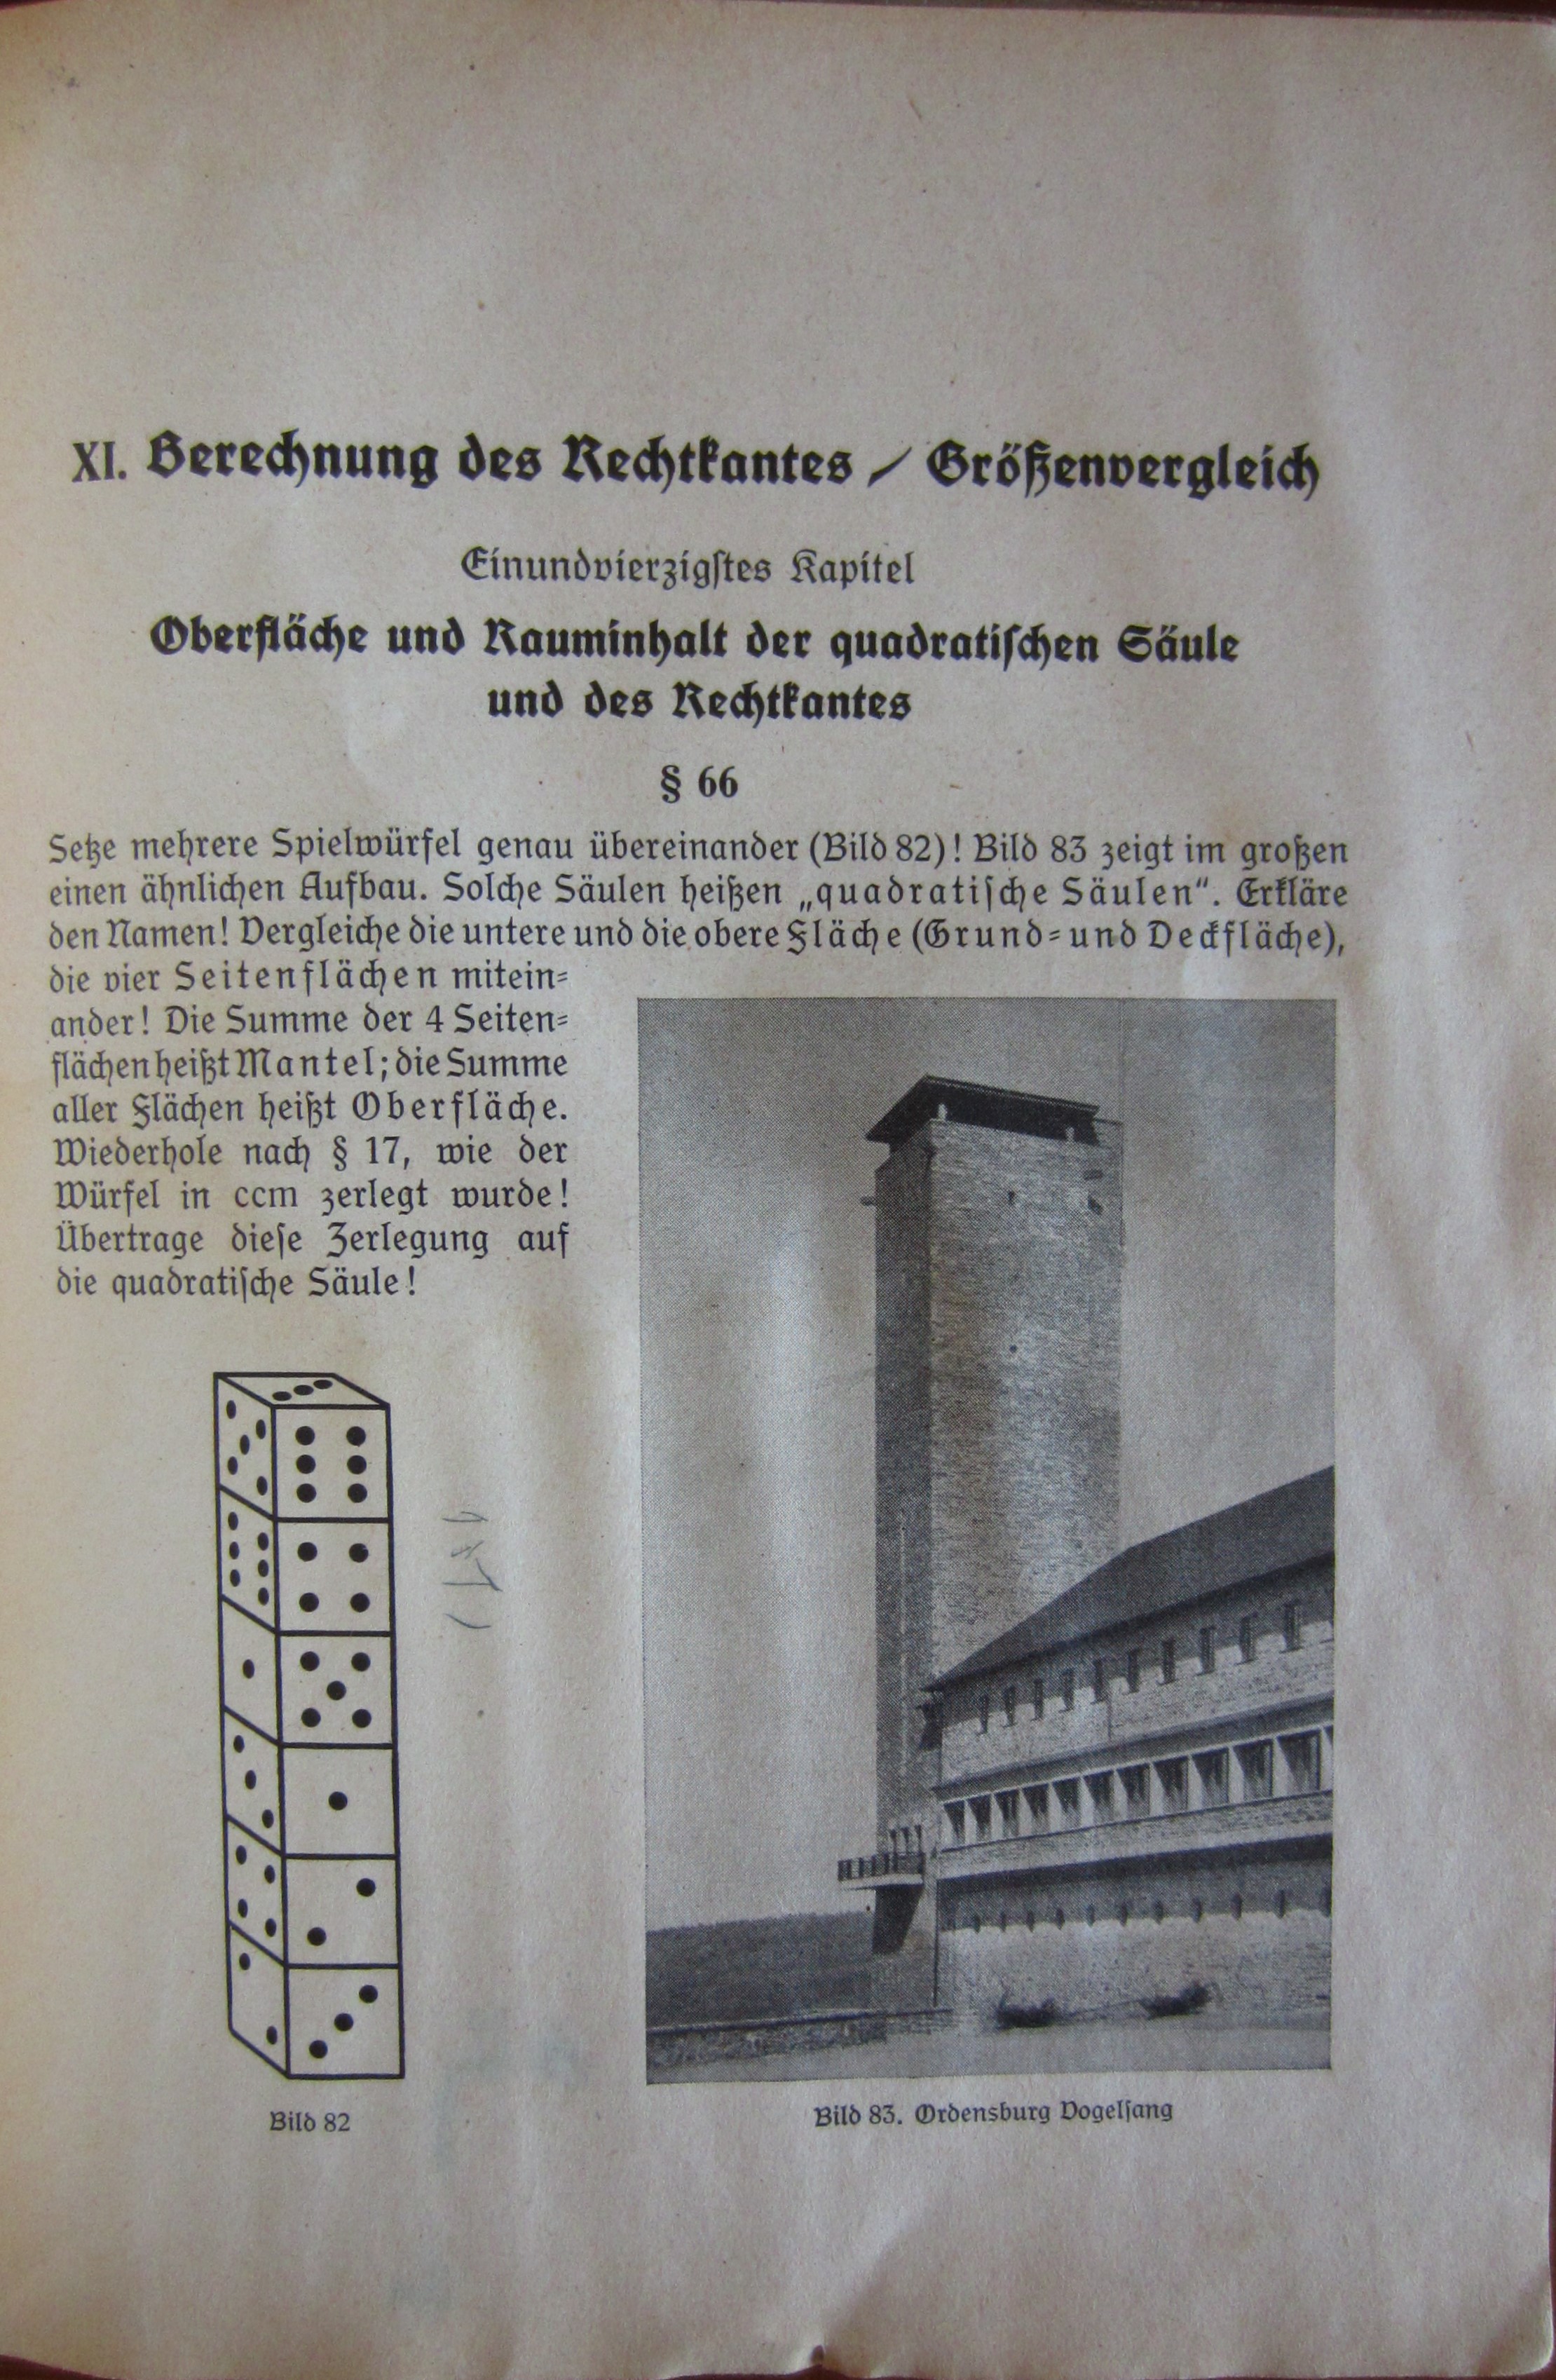 XI. Berechnung des Rechtkantes / Größenvergleich
Einundvierzigstes Kapitel
Oberfläche und Rauminhalt der quadratischen Säule
und des Rechtkantes
§ 66
Setze mehrere Spielwürfel genau übereinander (Bild 82)! Bild 83 zeigt im großen
einen ähnlichen Aufbau. Solche Säulen heißen „quadratische Säulen“. Erkläre
den Namen! Vergleiche die untere und die obere Fläche (Grund- und Deckfläche),
die vier Seitenflächen mitein-
ander! Die Summe der 4 Seiten-
flächen heißt Mantel; die Summe
aller Flächen heißt Oberfläche.
Wiederhole nach § 17, wie der
Würfel in ccm zerlegt wurde!
Übertrage diese Zerlegung auf
die quadratische Säule!
Bild 82
Bild 83. Ordensburg Vogelsang